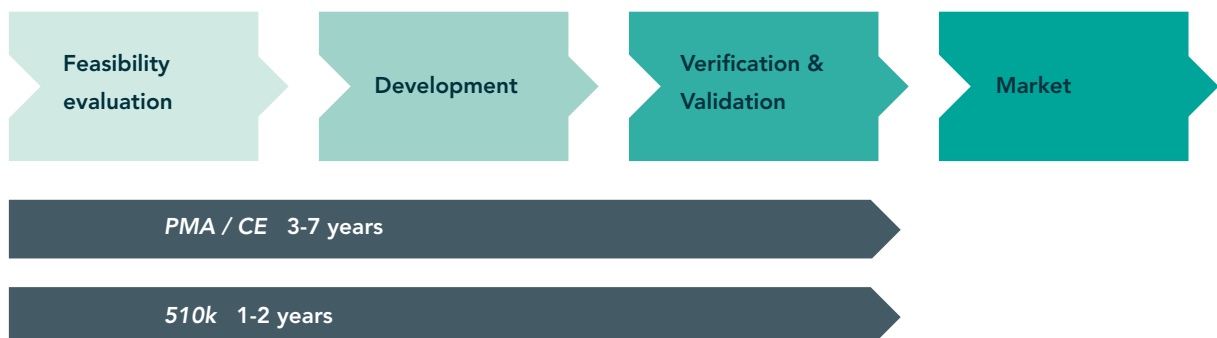 Feasibility
evaluation
Development
Verification &
Validation
Market
PMA / CE 3-7 years
510k 1-2 years